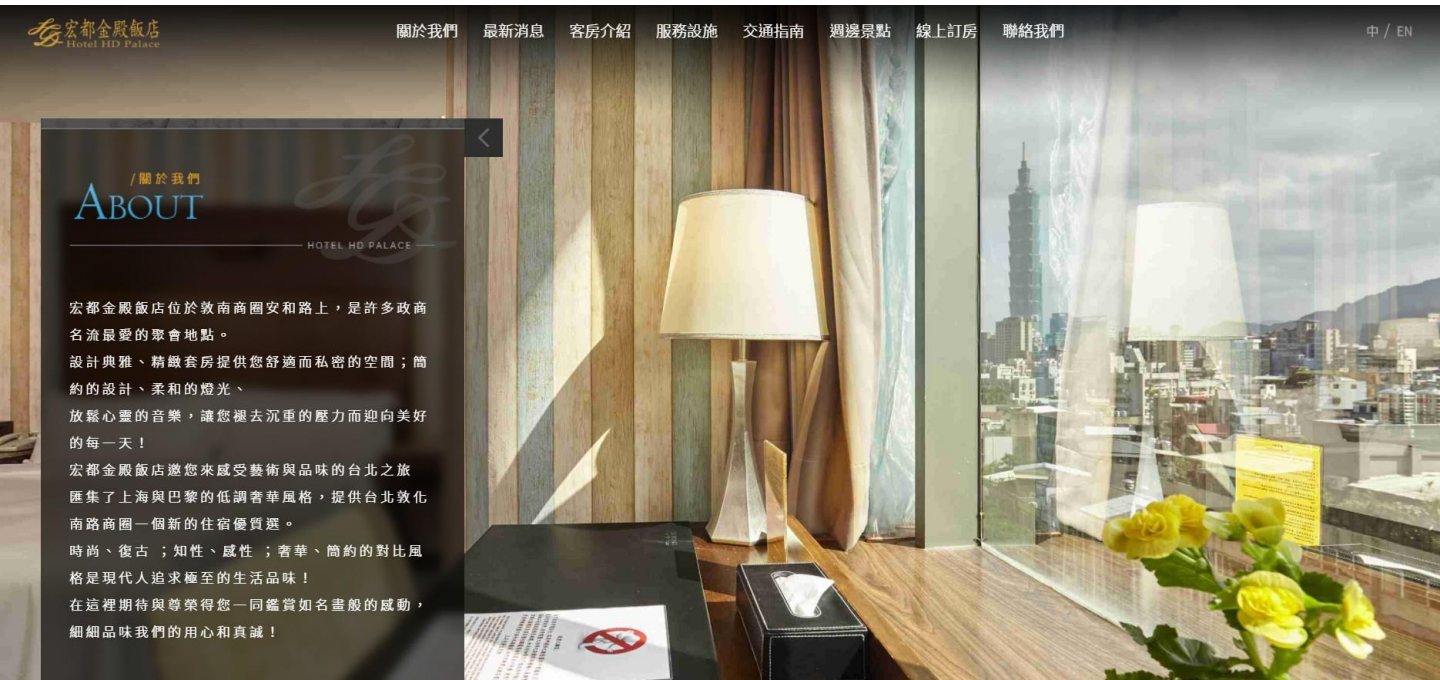 宏都金殿飯店
Hotel HD Palace
關於我們 最新消息 客房介紹 服務設施 交通指南 週邊景點 線上訂房 聯絡我們
中 / EN
/關於我們
ABOUT
HOTEL HD PALACE
宏都金殿飯店位於敦南商圈安和路上，是許多政商
名流最愛的聚會地點。
設計典雅、精緻套房提供您舒適而私密的空間；簡
約的設計、柔和的燈光、
放鬆心靈的音樂，讓您褪去沉重的壓力而迎向美好
的每一天！
宏都金殿飯店邀您來感受藝術與品味的台北之旅
匯集了上海與巴黎的低調奢華風格，提供台北敦化
南路商圈一個新的住宿優質選。
時尚、復古 ；知性、感性 ；奢華、簡約的對比風
格是現代人追求極至的生活品味！
在這裡期待與尊榮得您一同鑑賞如名畫般的感動，
細細品味我們的用心和真誠！